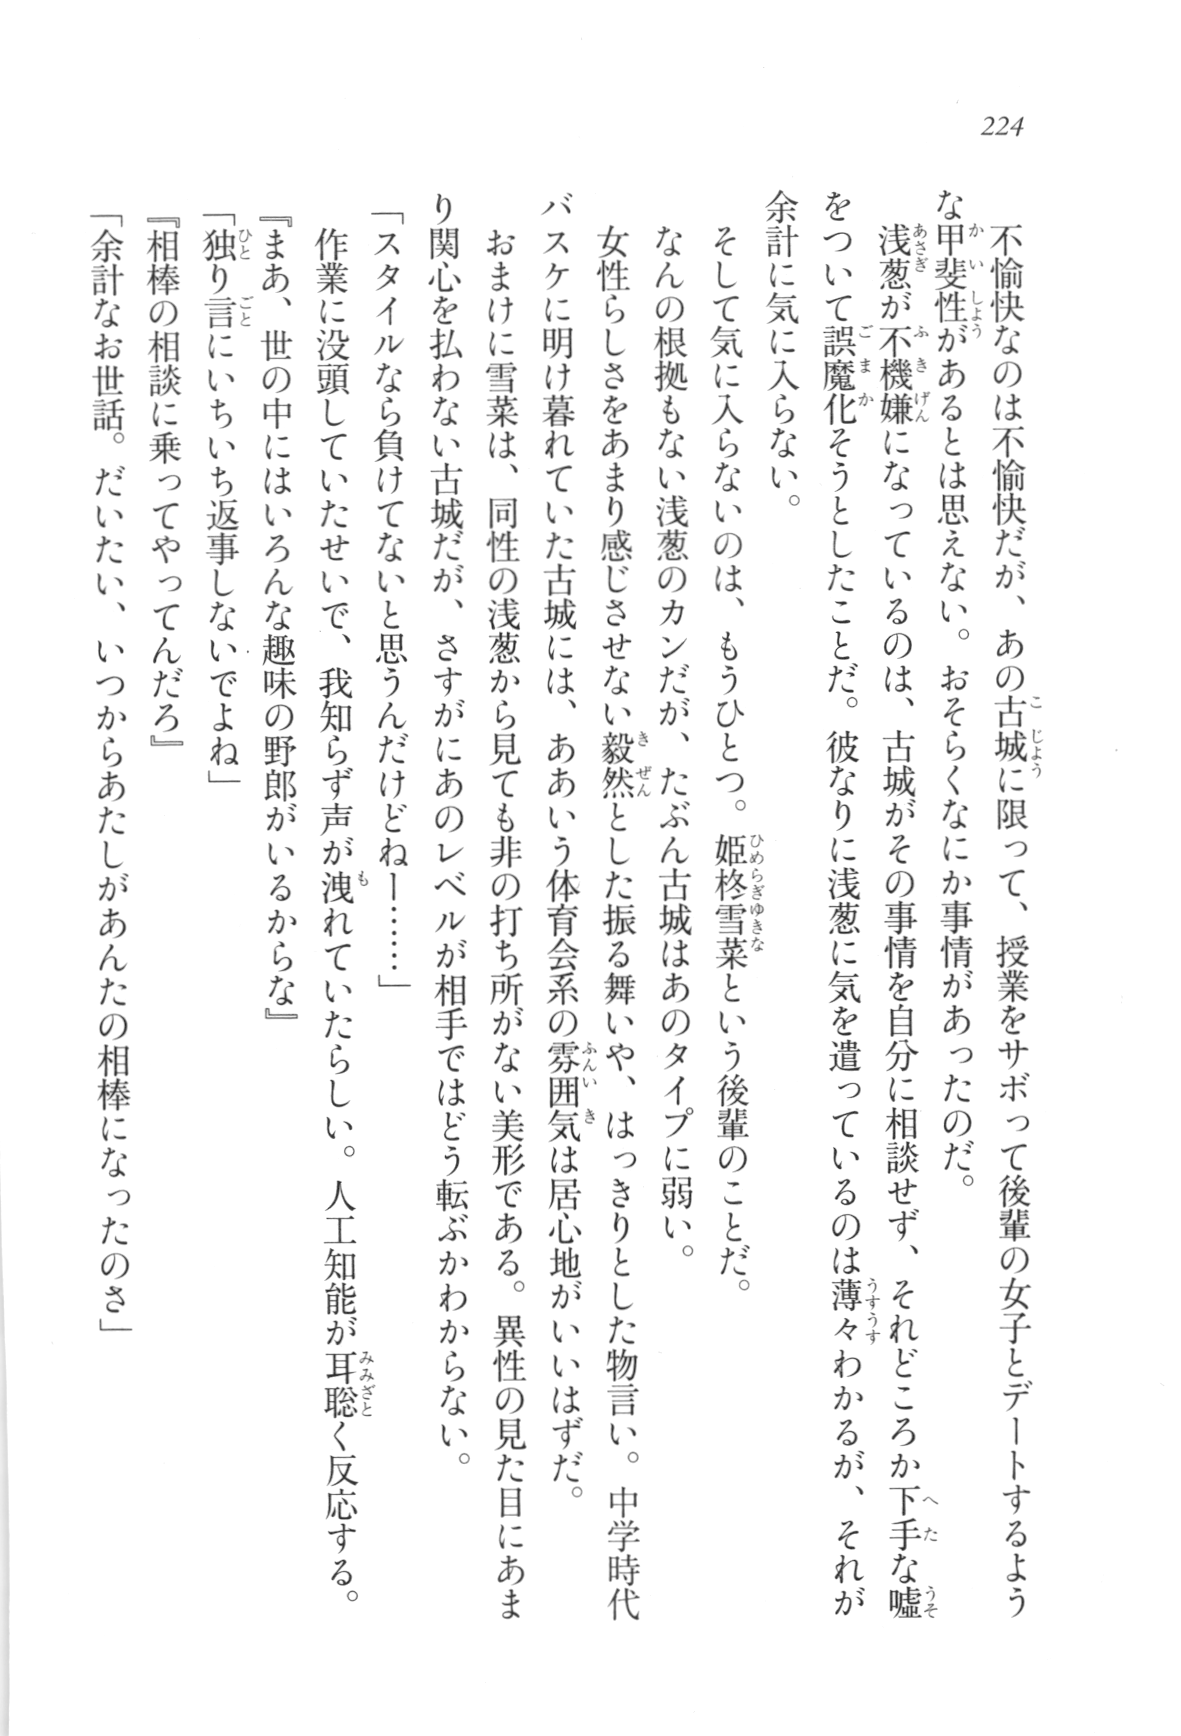 224
不愉快なのは不愉快だが、あの古城に限って、授業をサボって後輩の女子とデートするよう
な甲斐性があるとは思えない。おそらくなにか事情があったのだ。
浅葱が不機嫌になっているのは、古城がその事情を自分に相談せず、それどころか下手な嘘
をついて誤魔化そうとしたことだ。彼なりに浅葱に気を遣っているのは薄々わかるが、それが
余計に気に入らない。
そして気に入らないのは、もうひとつ。姫柊雪菜という後輩のことだ。
なんの根拠もない浅葱のカンだが、たぶん古城はあのタイプに弱い。
女性らしさをあまり感じさせない毅然とした振る舞いや、はっきりとした物言い。中学時代
バスケに明け暮れていた古城には、ああいう体育会系の雰囲気は居心地がいいはずだ。
おまけに雪菜は、同性の浅葱から見ても非の打ち所がない美形である。異性の見た目にあま
り関心を払わない古城だが、さすがにあのレベルが相手ではどう転ぶかわからない。
「スタイルなら負けてないと思うんだけどねー……」
作業に没頭していたせいで、我知らず声が洩れていたらしい。人工知能が耳聡く反応する。
『まあ、世の中にはいろんな趣味の野郎がいるからな』
「独り言にいちいち返事しないでよね」
『相棒の相談に乗ってやってんだろ』
「余計なお世話。だいたい、いつからあたしがあんたの相棒になったのさ」